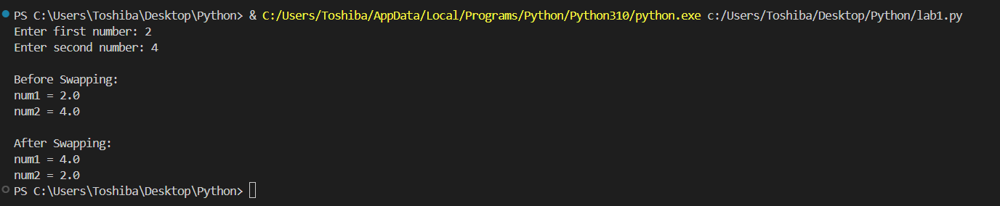 PS C:\Users\Toshiba\Desktop\Python> & C:/Users/Toshiba/AppData/Local/Programs/Python/Python310/python.exe c:/Users/Toshiba/Desktop/Python/lab1.py
Enter first number: 2
Enter second number: 4
Before Swapping:
num1 = 2.0
num2 = 4.0
After Swapping:
num1 = 4.0
num2 = 2.0
PS C:\Users\Toshiba\Desktop\Python>